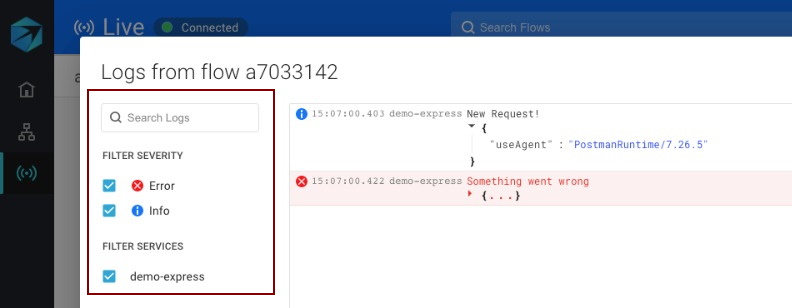 Live
Connected
Search Flows
Logs from flow a7033142
Search Logs
FILTER SEVERITY
Error
Info
FILTER SERVICES
demo-express
15:07:00.403 demo-express New Request!
{
"useAgent" : "PostmanRuntime/7.26.5"
}
15:07:00.422 demo-express Something went wrong
{...}